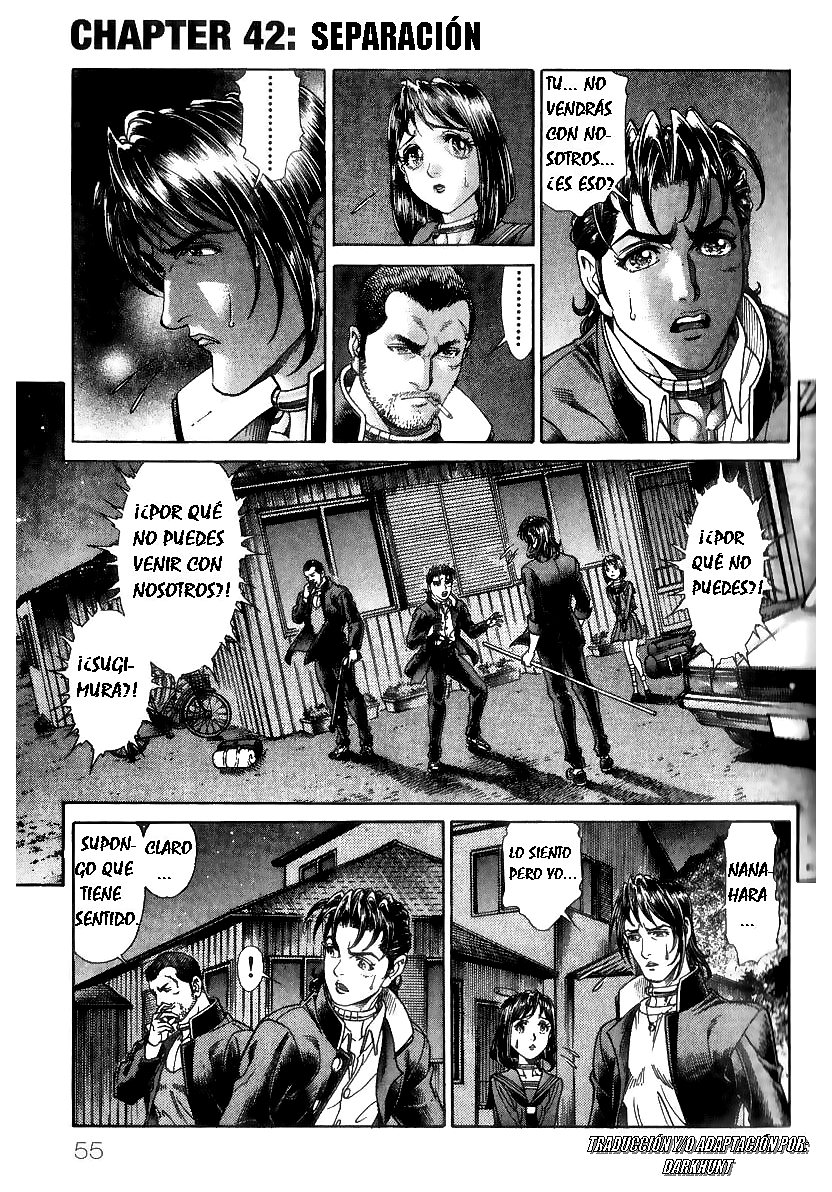 CHAPTER 42: SEPARACIÓN
TU... NO
VENDRÁS
CON NO-
SOTROS...
¿ES ESO?
.........
.........
¡¿POR
QUÉ NO
PUEDES?!
¡¿POR QUÉ
NO PUEDES
VENIR CON
NOSOTROS?!
¡¿SUGI-
MURA?!
NANA-
HARA
...
LO SIENTO
PERO YO...
!
CLARO
...
SUPON-
GO QUE
TIENE
SENTIDO.
55
TRADUCCIÓN Y/O ADAPTACIÓN POR:
DARKHUNT